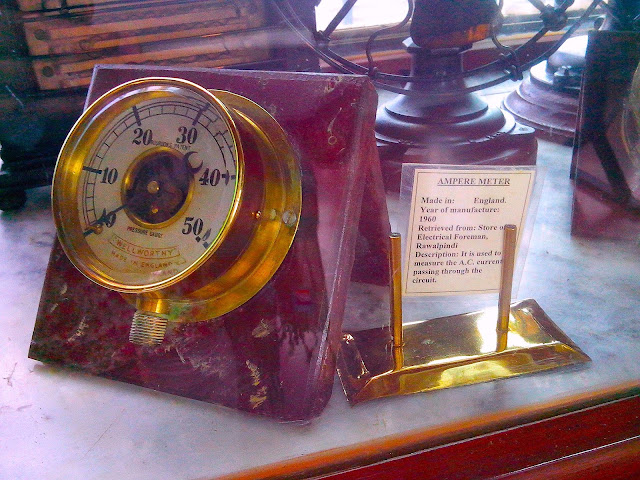 10
20
30
40
50
0
PATENT
PRESSURE GAUGE
WELLWORTHY
MADE IN ENGLAND
AMPERE METER
Made in: England.
Year of manufacture:
1960
Retrieved from: Store of
Electrical Foreman,
Rawalpindi
Description: It is used to
measure the A.C. current
passing through the
circuit.